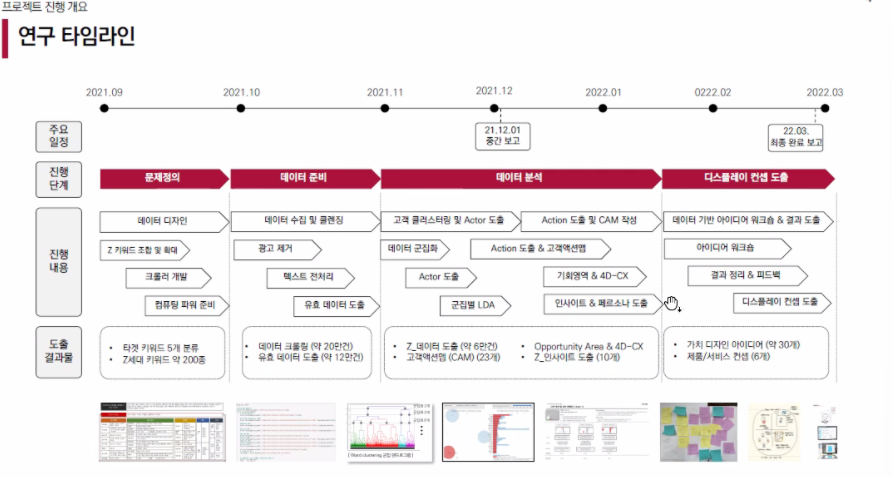 프로젝트 진행 개요
연구 타임라인
2021.09
2021.10
2021.11
2021.12
2022.01
0222.02
2022.03
주요
일정
21.12.01
중간 보고
22.03.
최종 완료 보고
진행
단계
문제정의
데이터 준비
데이터 분석
디스플레이 컨셉 도출
진행
내용
데이터 디자인
데이터 수집 및 클렌징
고객 클러스터링 및 Actor 도출
Action 도출 및 CAM 작성
데이터 기반 아이디어 워크숍 & 결과 도출
Z 키워드 조합 및 확대
광고 제거
데이터 군집화
Action 도출 & 고객액션맵
아이디어 워크숍
크롤러 개발
텍스트 전처리
Actor 도출
기회영역 & 4D-CX
결과 정리 & 피드백
컴퓨팅 파워 준비
유효 데이터 도출
군집별 LDA
인사이트 & 페르소나 도출
디스플레이 컨셉 도출
도출
결과물
• 타겟 키워드 5개 분류
• Z세대 키워드 약 200종
• 데이터 크롤링 (약 20만건)
• 유효 데이터 도출 (약 12만건)
• Z_데이터 도출 (약 6만건)
• 고객액션맵 (CAM) (23개)
• Opportunity Area & 4D-CX
• Z_인사이트 도출 (10개)
• 가치 디자인 아이디어 (약 30개)
• 제품/서비스 컨셉 (6개)